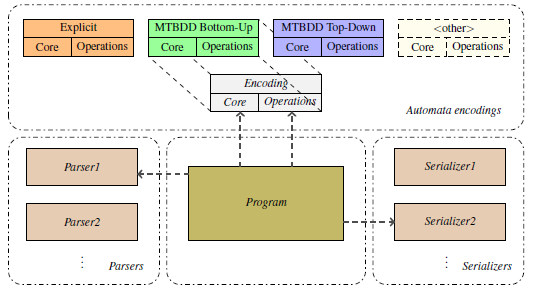 Explicit
Core Operations
MTBDD Bottom-Up
Core Operations
MTBDD Top-Down
Core Operations
<other>
Core Operations
Encoding
Core Operations
Automata encodings
Parser1
Parser2
⋮ Parsers
Program
Serializer1
Serializer2
⋮ Serializers